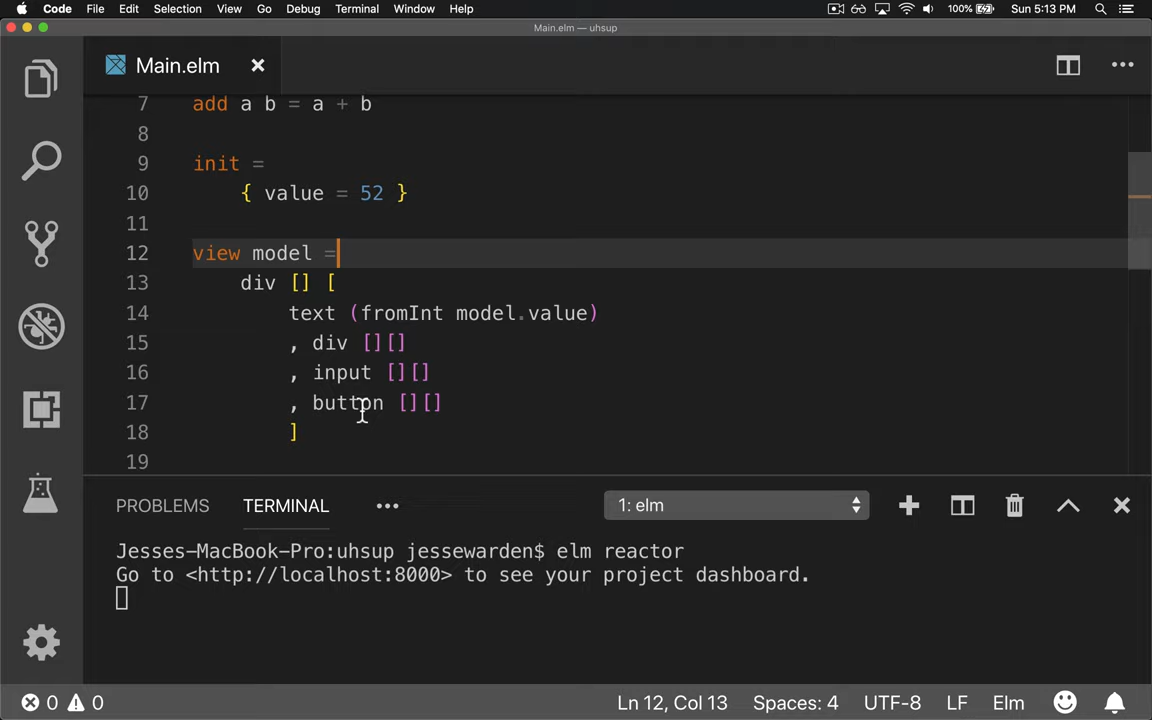 Code File Edit Selection View Go Debug Terminal Window Help 100% Sun 5:13 PM
Main.elm — uhsup
Main.elm
7 add a b = a + b
8
9 init =
10 { value = 52 }
11
12 view model =
13 div [] [
14 text (fromInt model.value)
15 , div [][]
16 , input [][]
17 , button [][]
18 ]
19
PROBLEMS TERMINAL ••• 1: elm
Jesses-MacBook-Pro:uhsup jessewarden$ elm reactor
Go to <http://localhost:8000> to see your project dashboard.
0 0 Ln 12, Col 13 Spaces: 4 UTF-8 LF Elm